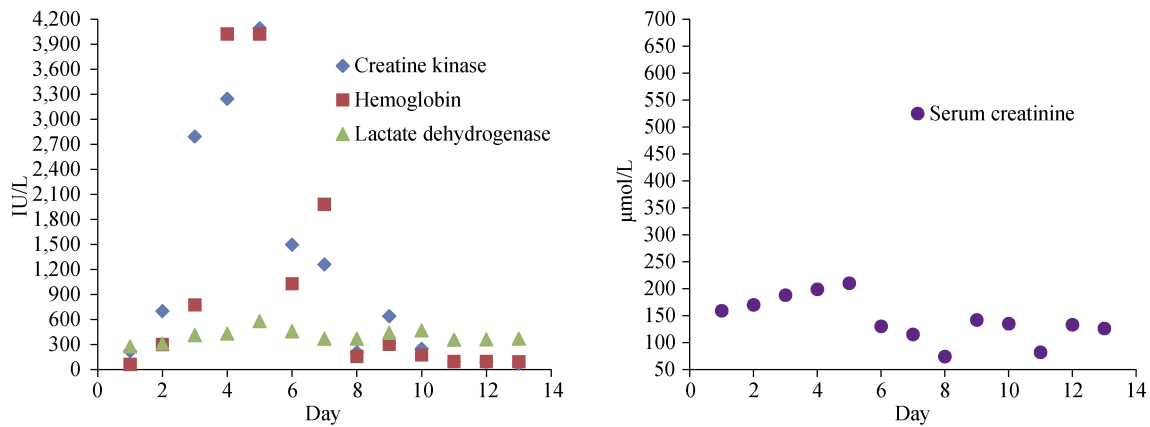 4,200
3,900
3,600
3,300
3,000
2,700
2,400
2,100
1,800
1,500
1,200
900
600
300
0
IU/L
0 2 4 6 8 10 12 14
Day
Creatine kinase
Hemoglobin
Lactate dehydrogenase
700
650
600
550
500
450
400
350
300
250
200
150
100
50
µmol/L
0 2 4 6 8 10 12 14
Day
Serum creatinine